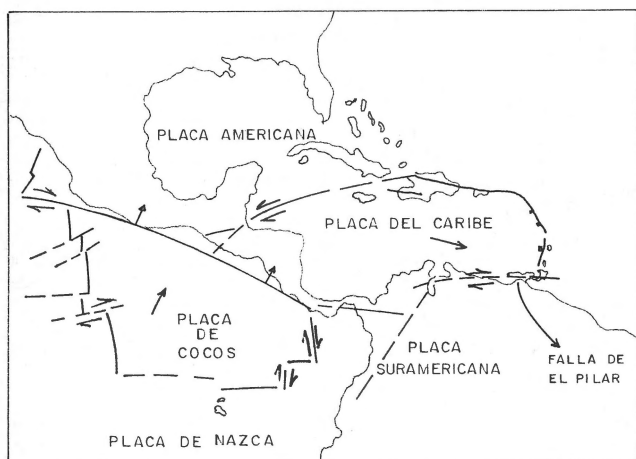 PLACA AMERICANA
PLACA DEL CARIBE
PLACA
DE
COCOS
PLACA
SURAMERICANA
FALLA DE
EL PILAR
PLACA DE NAZCA